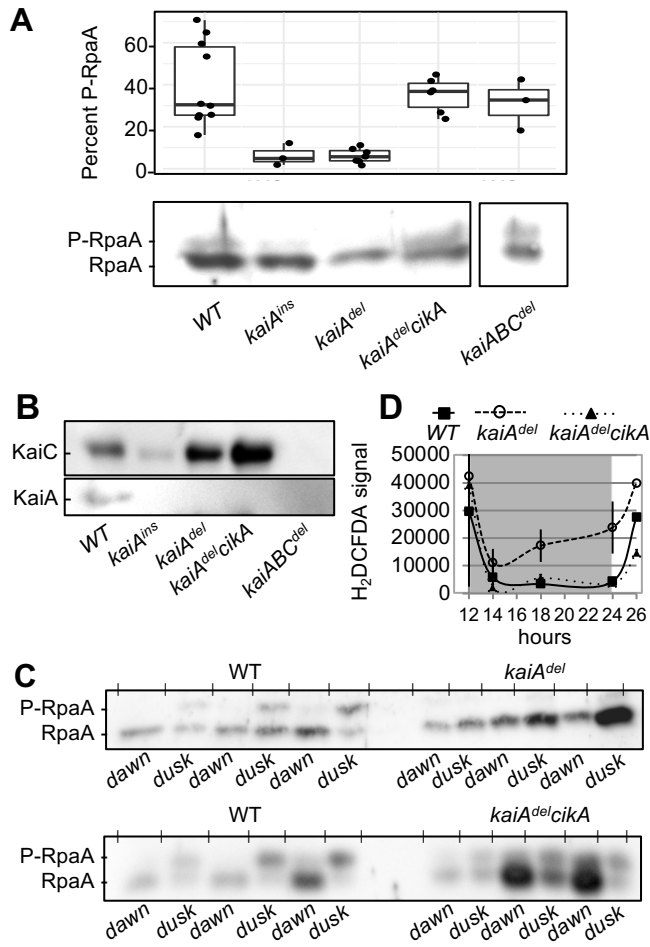 A
Percent P-RpaA
60
40
20
0
P-RpaA
RpaA
WT
kaiA^ins
kaiA^del
kaiA^del cikA
kaiABC^del
B
KaiC
KaiA
WT
kaiA^ins
kaiA^del
kaiA^del cikA
kaiABC^del
D
WT
kaiA^del
kaiA^del cikA
H₂DCFDA signal
50000
40000
30000
20000
10000
0
12 14 16 18 20 22 24 26
hours
C
WT kaiA^del
P-RpaA
RpaA
dawn dusk dawn dusk dawn dusk dawn dusk dawn dusk dawn dusk
WT kaiA^del cikA
P-RpaA
RpaA
dawn dusk dawn dusk dawn dusk dawn dusk dawn dusk dawn dusk